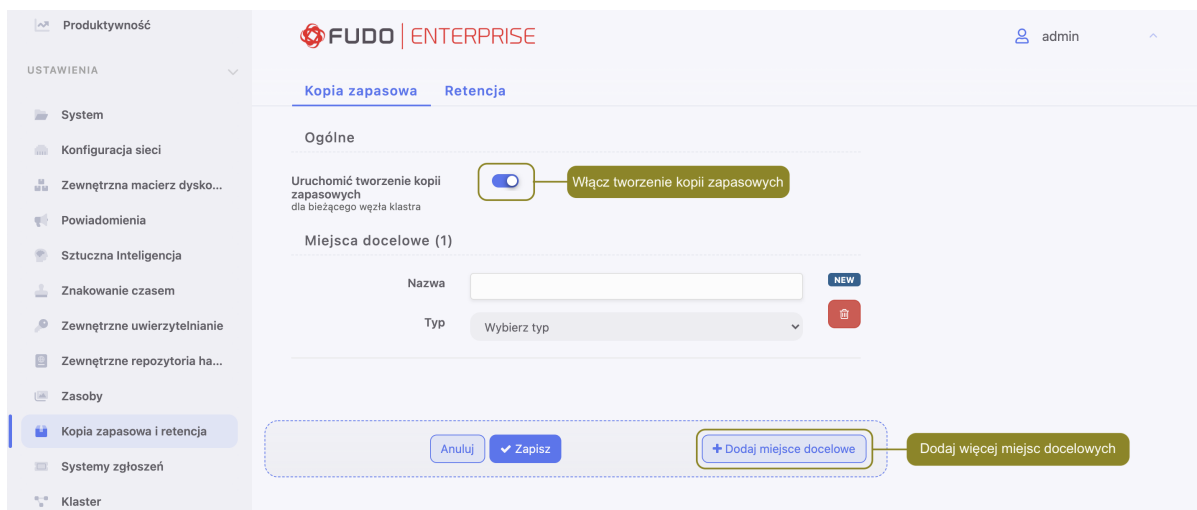 Produktywność
FUDO ENTERPRISE
admin
USTAWIENIA
Kopia zapasowa Retencja
System
Konfiguracja sieci
Zewnętrzna macierz dysko...
Powiadomienia
Sztuczna Inteligencja
Znakowanie czasem
Zewnętrzne uwierzytelnianie
Zewnętrzne repozytoria ha...
Zasoby
Kopia zapasowa i retencja
Systemy zgłoszeń
Klaster
Ogólne
Uruchomić tworzenie kopii
zapasowych
dla bieżącego węzła klastra
Włącz tworzenie kopii zapasowych
Miejsca docelowe (1)
Nazwa
NEW
Typ
Wybierz typ
Anuluj
Zapisz
Dodaj miejsce docelowe
Dodaj więcej miejsc docelowych